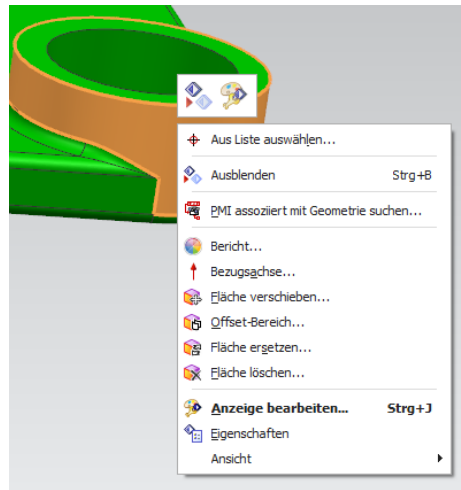 Aus Liste auswählen...
Ausblenden Strg+B
PMI assoziiert mit Geometrie suchen...
Bericht...
Bezugsachse...
Fläche verschieben...
Offset-Bereich...
Fläche ersetzen...
Fläche löschen...
Anzeige bearbeiten... Strg+J
Eigenschaften
Ansicht